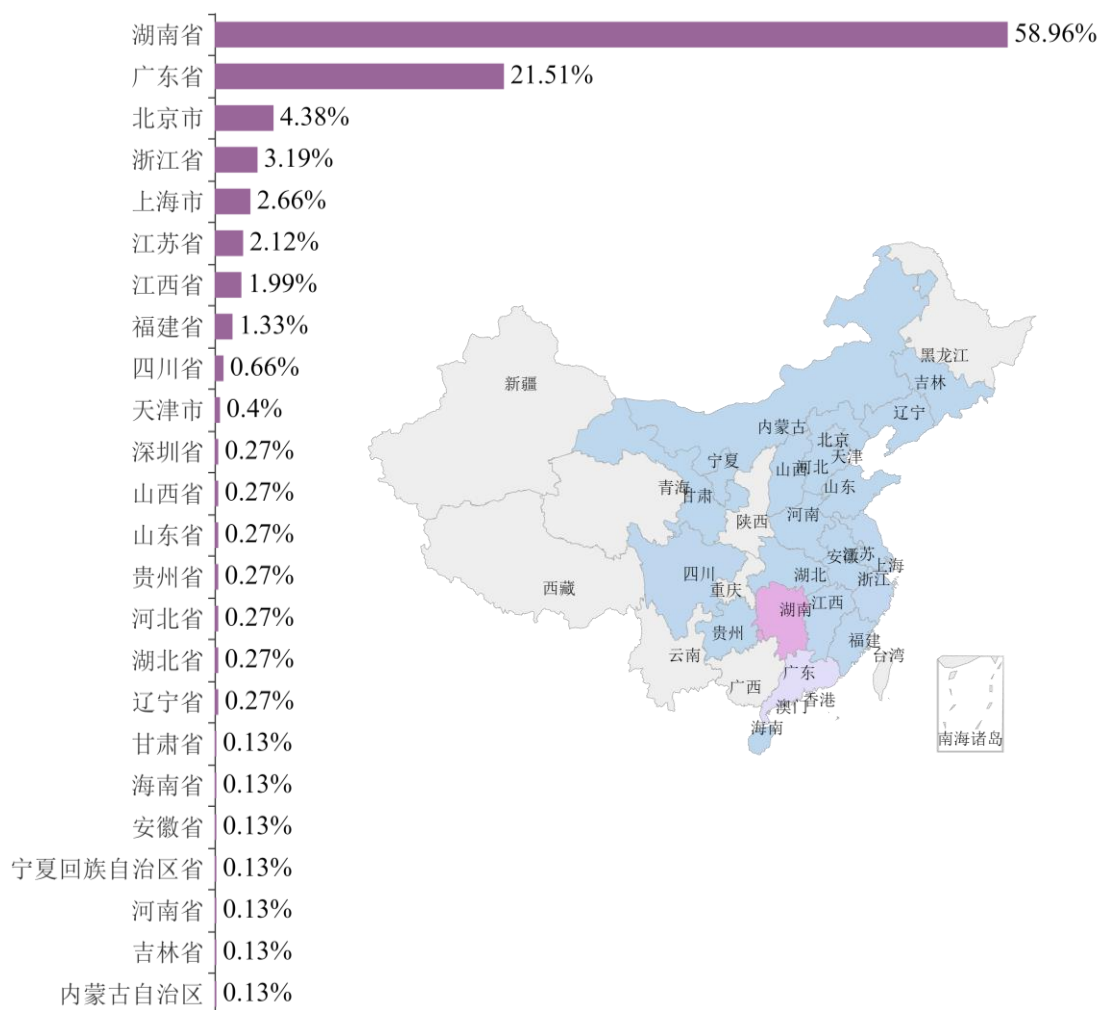 湖南省 58.96%
广东省 21.51%
北京市 4.38%
浙江省 3.19%
上海市 2.66%
江苏省 2.12%
江西省 1.99%
福建省 1.33%
四川省 0.66%
天津市 0.4%
深圳省 0.27%
山西省 0.27%
山东省 0.27%
贵州省 0.27%
河北省 0.27%
湖北省 0.27%
辽宁省 0.27%
甘肃省 0.13%
海南省 0.13%
安徽省 0.13%
宁夏回族自治区省 0.13%
河南省 0.13%
吉林省 0.13%
内蒙古自治区 0.13%
黑龙江
新疆
吉林
辽宁
内蒙古
北京
天津
宁夏
山西
河北
青海
甘肃
山东
陕西
河南
安徽
江苏
上海
四川
湖北
浙江
西藏
重庆
湖南
江西
贵州
福建
云南
台湾
广东
广西
香港
澳门
海南
南海诸岛